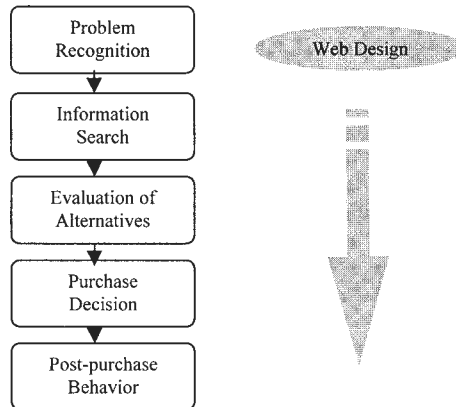 Problem
Recognition
Web Design
Information
Search
Evaluation of
Alternatives
Purchase
Decision
Post-purchase
Behavior